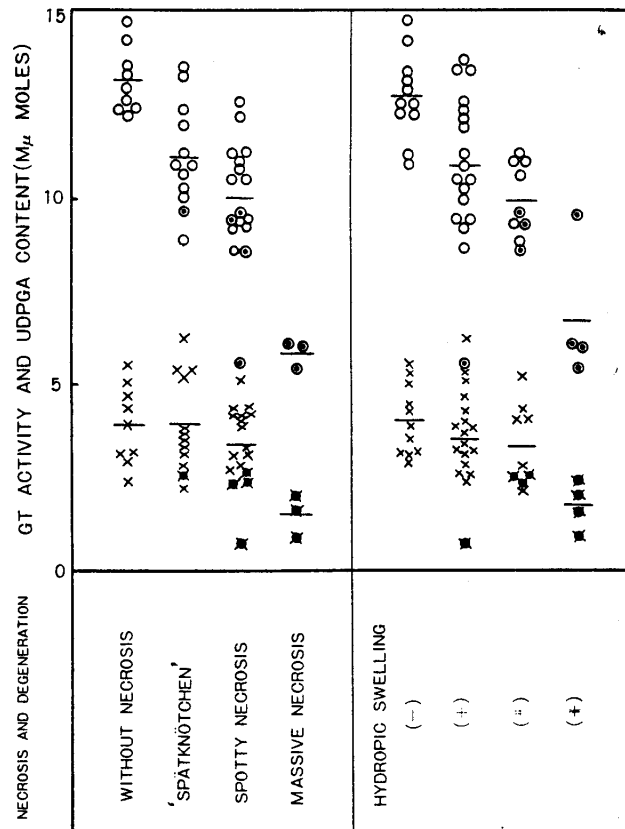 GT ACTIVITY AND UDPGA CONTENT(Mμ MOLES)
15
10
5
0
NECROSIS AND DEGENERATION
WITHOUT NECROSIS
'SPÄTKNÖTCHEN'
SPOTTY NECROSIS
MASSIVE NECROSIS
HYDROPIC SWELLING
(−)
(+)